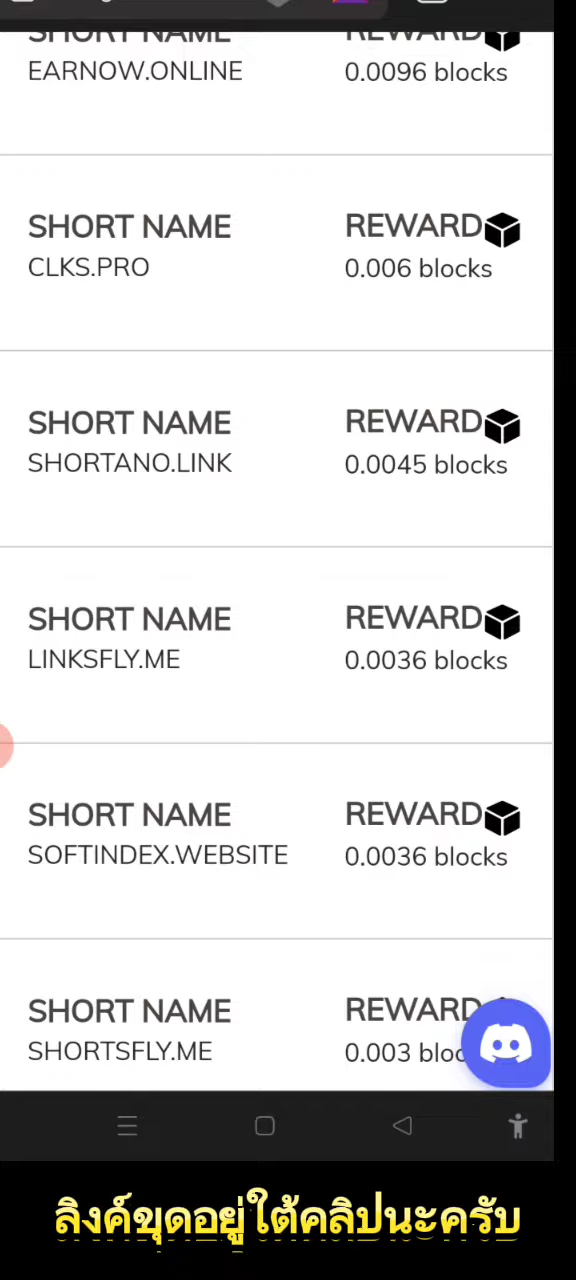 SHORT NAME REWARD
EARNOW.ONLINE 0.0096 blocks
SHORT NAME REWARD
CLKS.PRO 0.006 blocks
SHORT NAME REWARD
SHORTANO.LINK 0.0045 blocks
SHORT NAME REWARD
LINKSFLY.ME 0.0036 blocks
SHORT NAME REWARD
SOFTINDEX.WEBSITE 0.0036 blocks
SHORT NAME REWARD
SHORTSFLY.ME 0.003 bloc
ลิงค์ขุดอยู่ใต้คลิปนะครับ